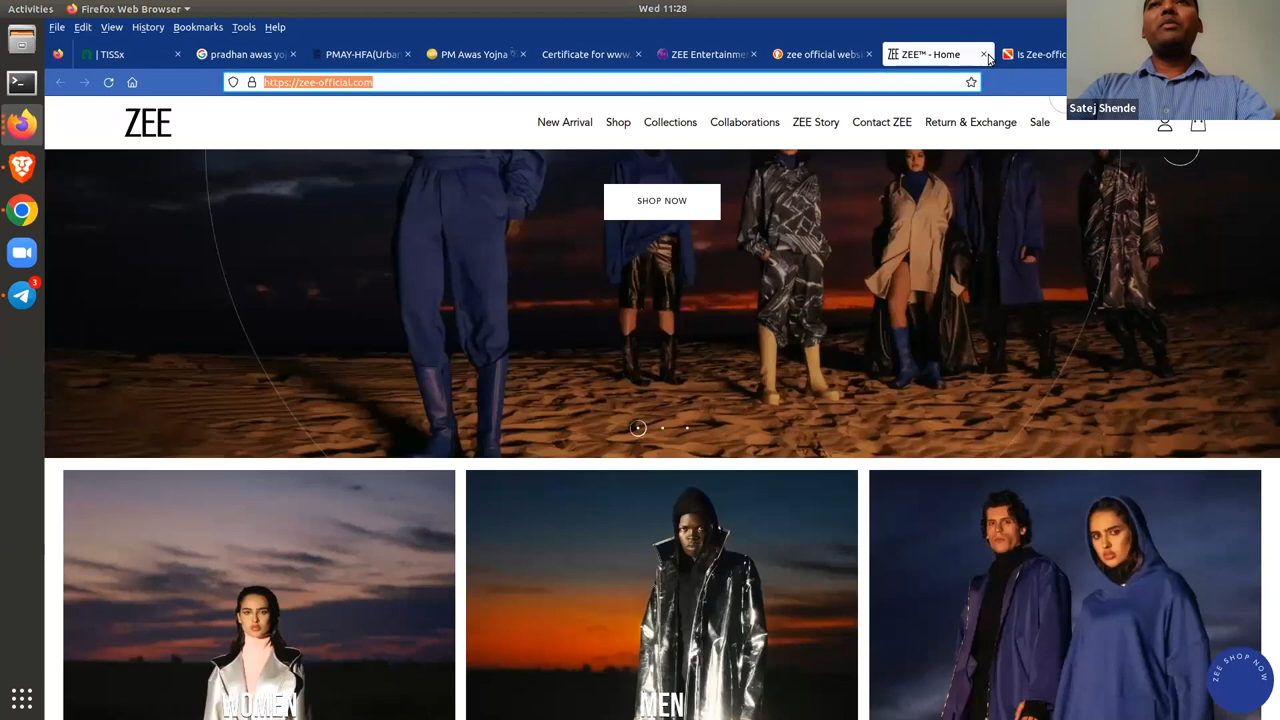 Activities Firefox Web Browser Wed 11:28
File Edit View History Bookmarks Tools Help
TISSx pradhan awas yoj PMAY-HFA(Urban PM Awas Yojna Certificate for www. ZEE Entertainme zee official websi ZEE™ - Home Is Zee-offic
https://zee-official.com
Satej Shende
ZEE New Arrival Shop Collections Collaborations ZEE Story Contact ZEE Return & Exchange Sale
SHOP NOW
3
WOMEN MEN
ZEE SHOP NOW